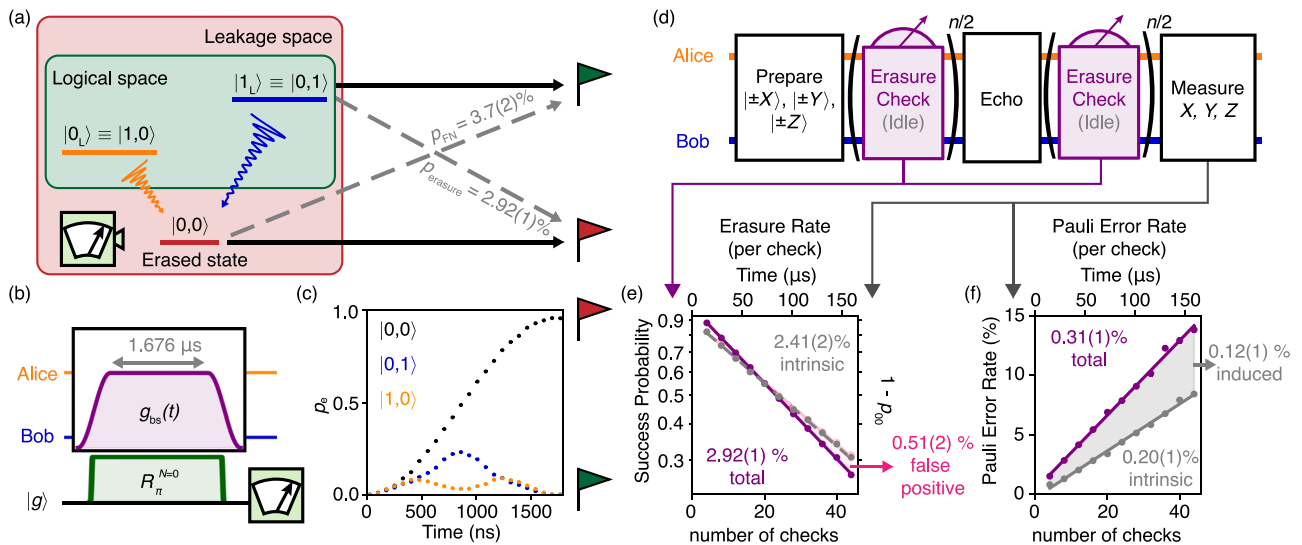 (a)
Leakage space
Logical space
|1L⟩ ≡ |0,1⟩
|0L⟩ ≡ |1,0⟩
|0,0⟩
Erased state
pFN = 3.7(2)%
perasure = 2.92(1)%
(b)
1.676 µs
Alice
gbs(t)
Bob
RπN=0
|g⟩
(c)
|0,0⟩
|0,1⟩
|1,0⟩
pe
1.0
0.5
0.0
0
500
1000
1500
Time (ns)
(d)
n/2
n/2
Alice
Bob
Prepare
|±X⟩, |±Y⟩,
|±Z⟩
Erasure
Check
(Idle)
Echo
Erasure
Check
(Idle)
Measure
X, Y, Z
Erasure Rate
(per check)
Time (µs)
0 50 100 150
(e)
Success Probability
0.9
0.7
0.5
0.4
0.3
2.41(2)%
intrinsic
2.92(1) %
total
1 - p00
0.51(2) %
false
positive
0 20 40
number of checks
Pauli Error Rate
(per check)
Time (µs)
0 50 100 150
(f)
Pauli Error Rate (%)
15
10
5
0
0.31(1)%
total
0.12(1) %
induced
0.20(1)%
intrinsic
0 20 40
number of checks